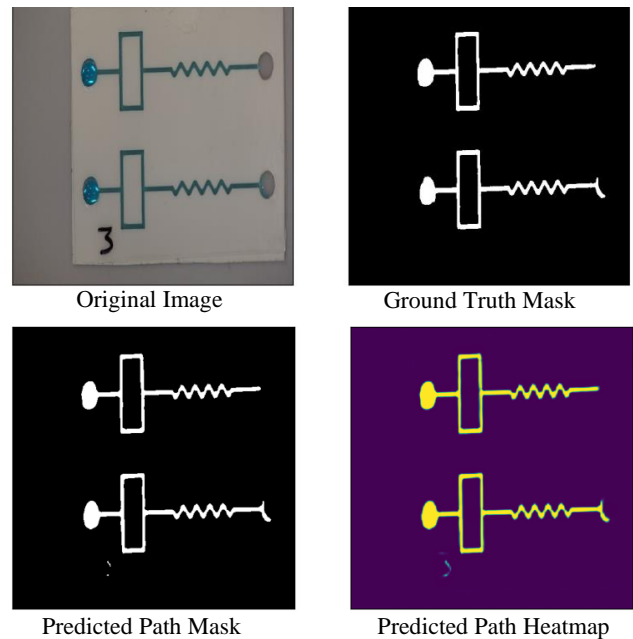 3
Original Image
Ground Truth Mask
Predicted Path Mask
Predicted Path Heatmap